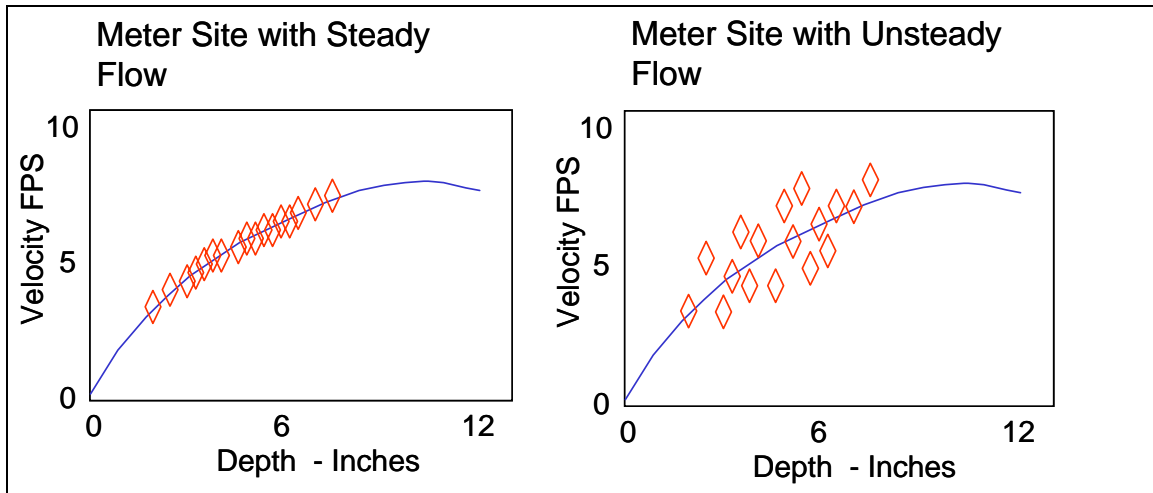 Meter Site with Steady
Flow
10
5
0
Velocity FPS
0 6 12
Depth - Inches
Meter Site with Unsteady
Flow
10
5
0
Velocity FPS
0 6 12
Depth - Inches